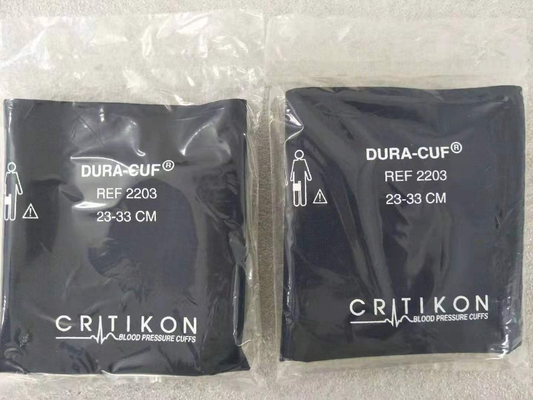 DURA-CUF®
REF 2203
23-33 CM
CRITIKON
BLOOD PRESSURE CUFFS
DURA-CUF®
REF 2203
23-33 CM
CRITIKON
BLOOD PRESSURE CUFFS